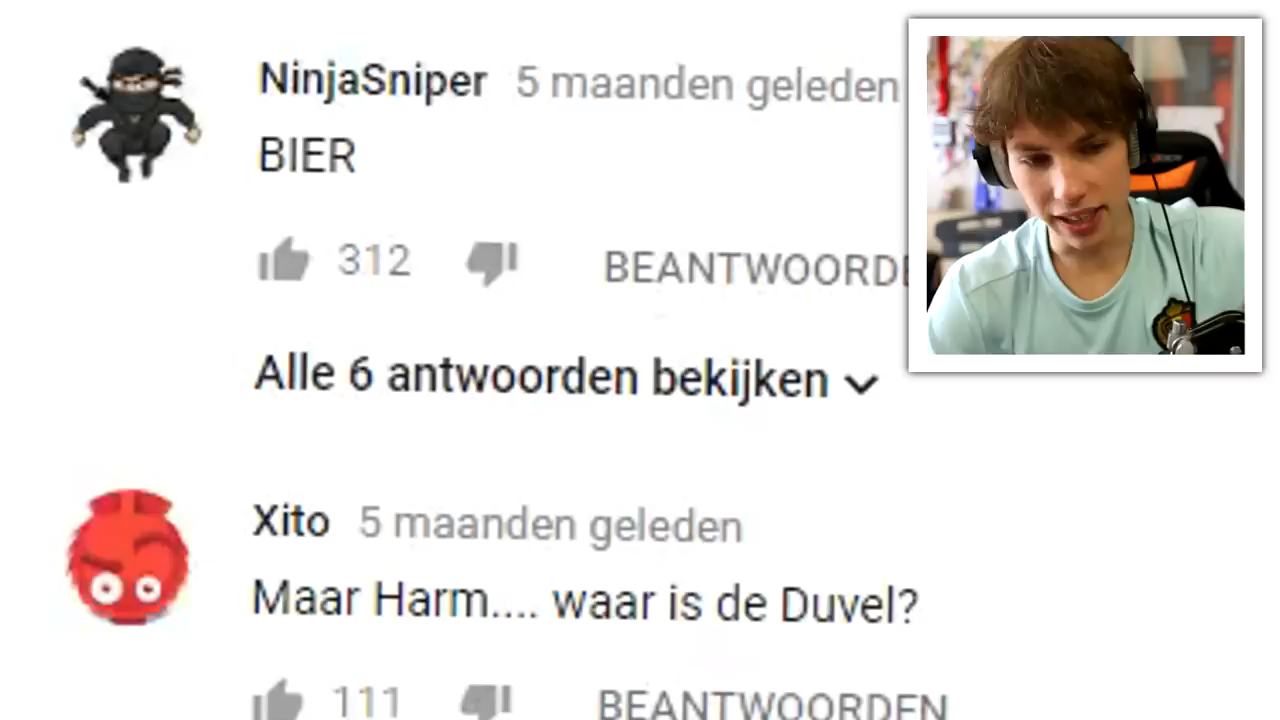 NinjaSniper 5 maanden geleden
BIER
312 BEANTWOORDE
Alle 6 antwoorden bekijken
Xito 5 maanden geleden
Maar Harm.... waar is de Duvel?
111 BEANTWOORDEN